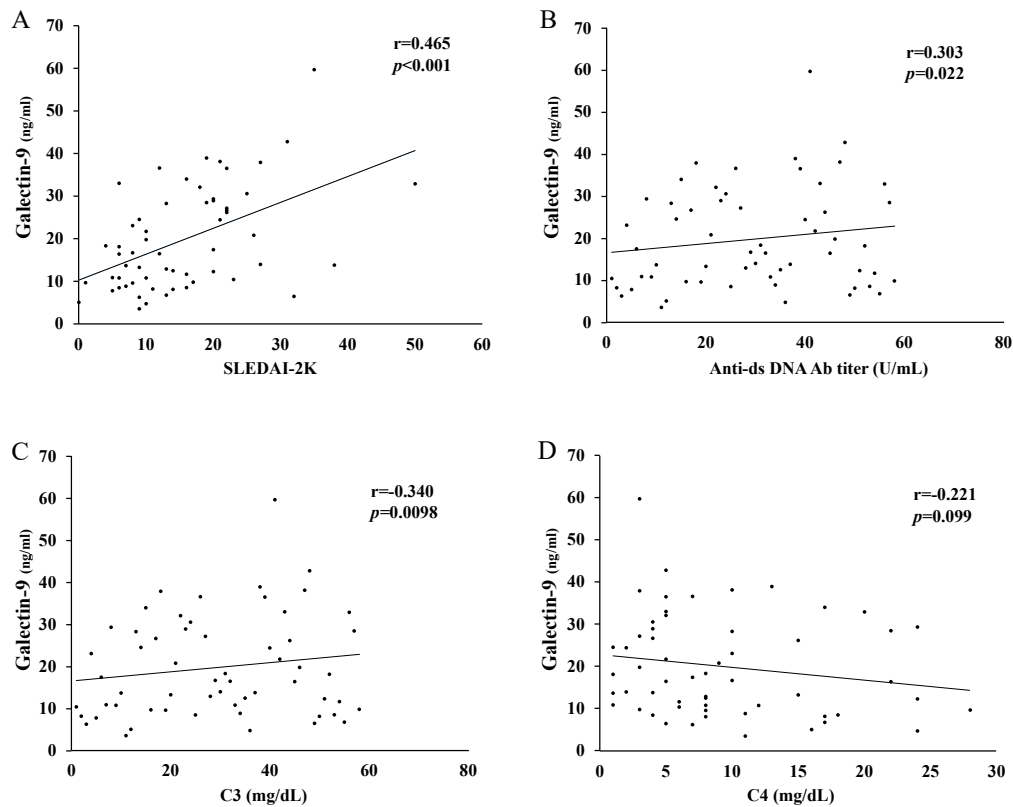 A
70
60
50
40
30
20
10
0
Galectin-9 (ng/ml)
r=0.465
p<0.001
0 10 20 30 40 50 60
SLEDAI-2K
B
70
60
50
40
30
20
10
0
Galectin-9 (ng/ml)
r=0.303
p=0.022
0 20 40 60 80
Anti-ds DNA Ab titer (U/mL)
C
70
60
50
40
30
20
10
0
Galectin-9 (ng/ml)
r=-0.340
p=0.0098
0 20 40 60 80
C3 (mg/dL)
D
70
60
50
40
30
20
10
0
Galectin-9 (ng/ml)
r=-0.221
p=0.099
0 5 10 15 20 25 30
C4 (mg/dL)